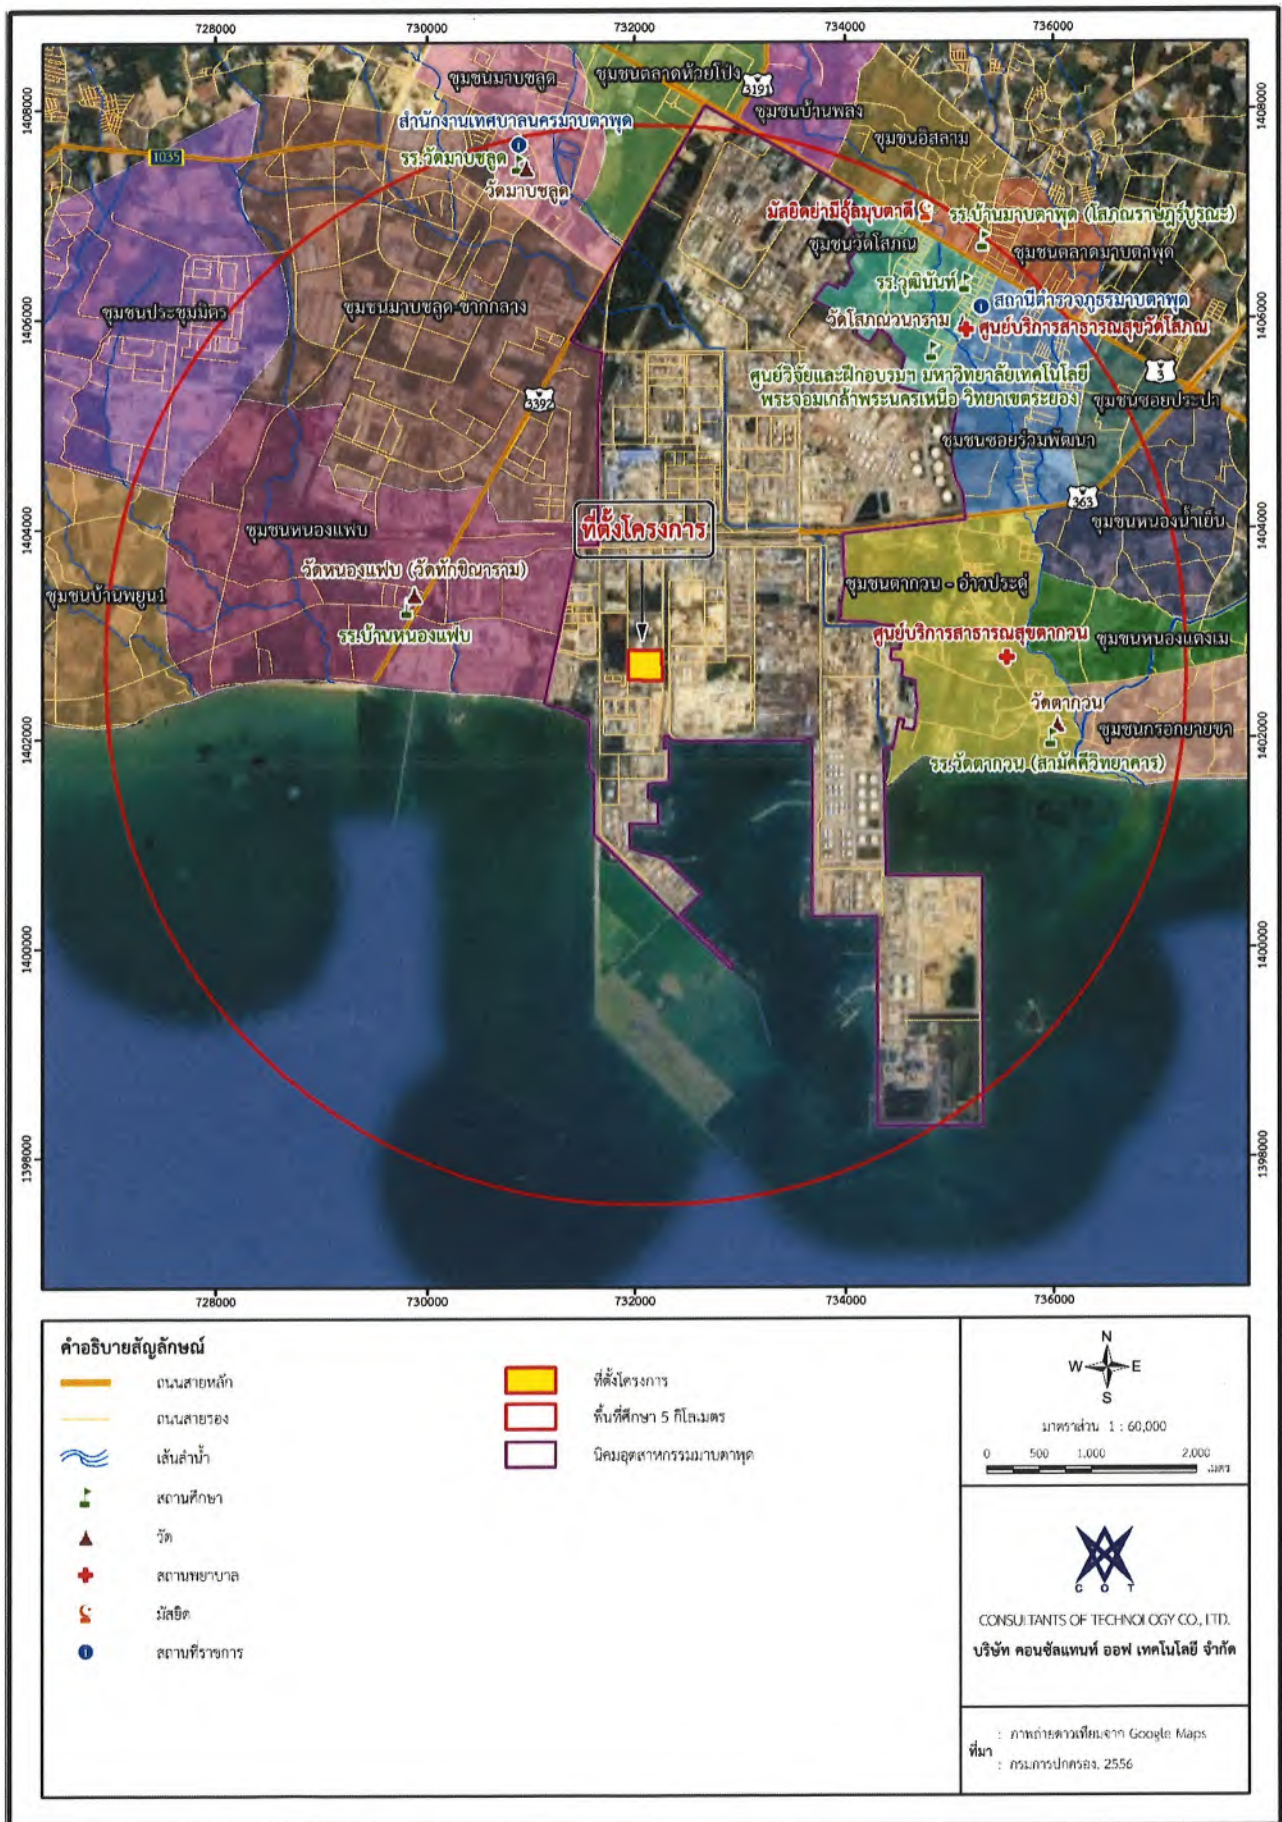 728000
730000
732000
734000
736000
1408000
1406000
1404000
1402000
1400000
1398000
1408000
1406000
1404000
1402000
1400000
1398000
ชุมชนมาบชลูด
ชุมชนตลาดห้วยโป่ง
3191
ชุมชนบ้านพลง
สำนักงานเทศบาลนครมาบตาพุด
ชุมชนอิสลาม
1035
รร.วัดมาบชลูด
วัดมาบชลูด
มัสยิดย่ามีอุ้ลมุบตาดี
รร.บ้านมาบตาพุด (โสภณราษฎร์บูรณะ)
ชุมชนวัดโสภณ
ชุมชนตลาดมาบตาพุด
รร.วุฒินันท์
ชุมชนประชุมมิตร
ชุมชนมาบชลูด-ชากกลาง
สถานีตำรวจภูธรมาบตาพุด
วัดโสภณวนาราม
ศูนย์บริการสาธารณสุขวัดโสภณ
3
ศูนย์วิจัยและฝึกอบรมฯ มหาวิทยาลัยเทคโนโลยี
พระจอมเกล้าพระนครเหนือ วิทยาเขตระยอง
3392
ชุมชนซอยประปา
ชุมชนซอยร่วมพัฒนา
363
ชุมชนหนองแฟบ
ที่ตั้งโครงการ
ชุมชนหนองน้ำเย็น
วัดหนองแฟบ (วัดทักษิณาราม)
ชุมชนตากวน - อ่าวประดู่
ชุมชนบ้านพยูน1
รร.บ้านหนองแฟบ
ศูนย์บริการสาธารณสุขตากวน
ชุมชนหนองแตงเม
วัดตากวน
ชุมชนกรอกยายชา
รร.วัดตากวน (สามัคคีวิทยาคาร)
728000
730000
732000
734000
736000
คำอธิบายสัญลักษณ์
ถนนสายหลัก
ถนนสายรอง
เส้นลำน้ำ
สถานศึกษา
วัด
สถานพยาบาล
มัสยิด
สถานที่ราชการ
ที่ตั้งโครงการ
พื้นที่ศึกษา 5 กิโลเมตร
นิคมอุตสาหกรรมมาบตาพุด
N
W E
S
มาตราส่วน 1 : 60,000
0 500 1,000 2,000
เมตร
C O T
CONSULTANTS OF TECHNOLOGY CO., LTD.
บริษัท คอนซัลแทนท์ ออฟ เทคโนโลยี จำกัด
ที่มา : ภาพถ่ายดาวเทียมจาก Google Maps
: กรมการปกครอง, 2556